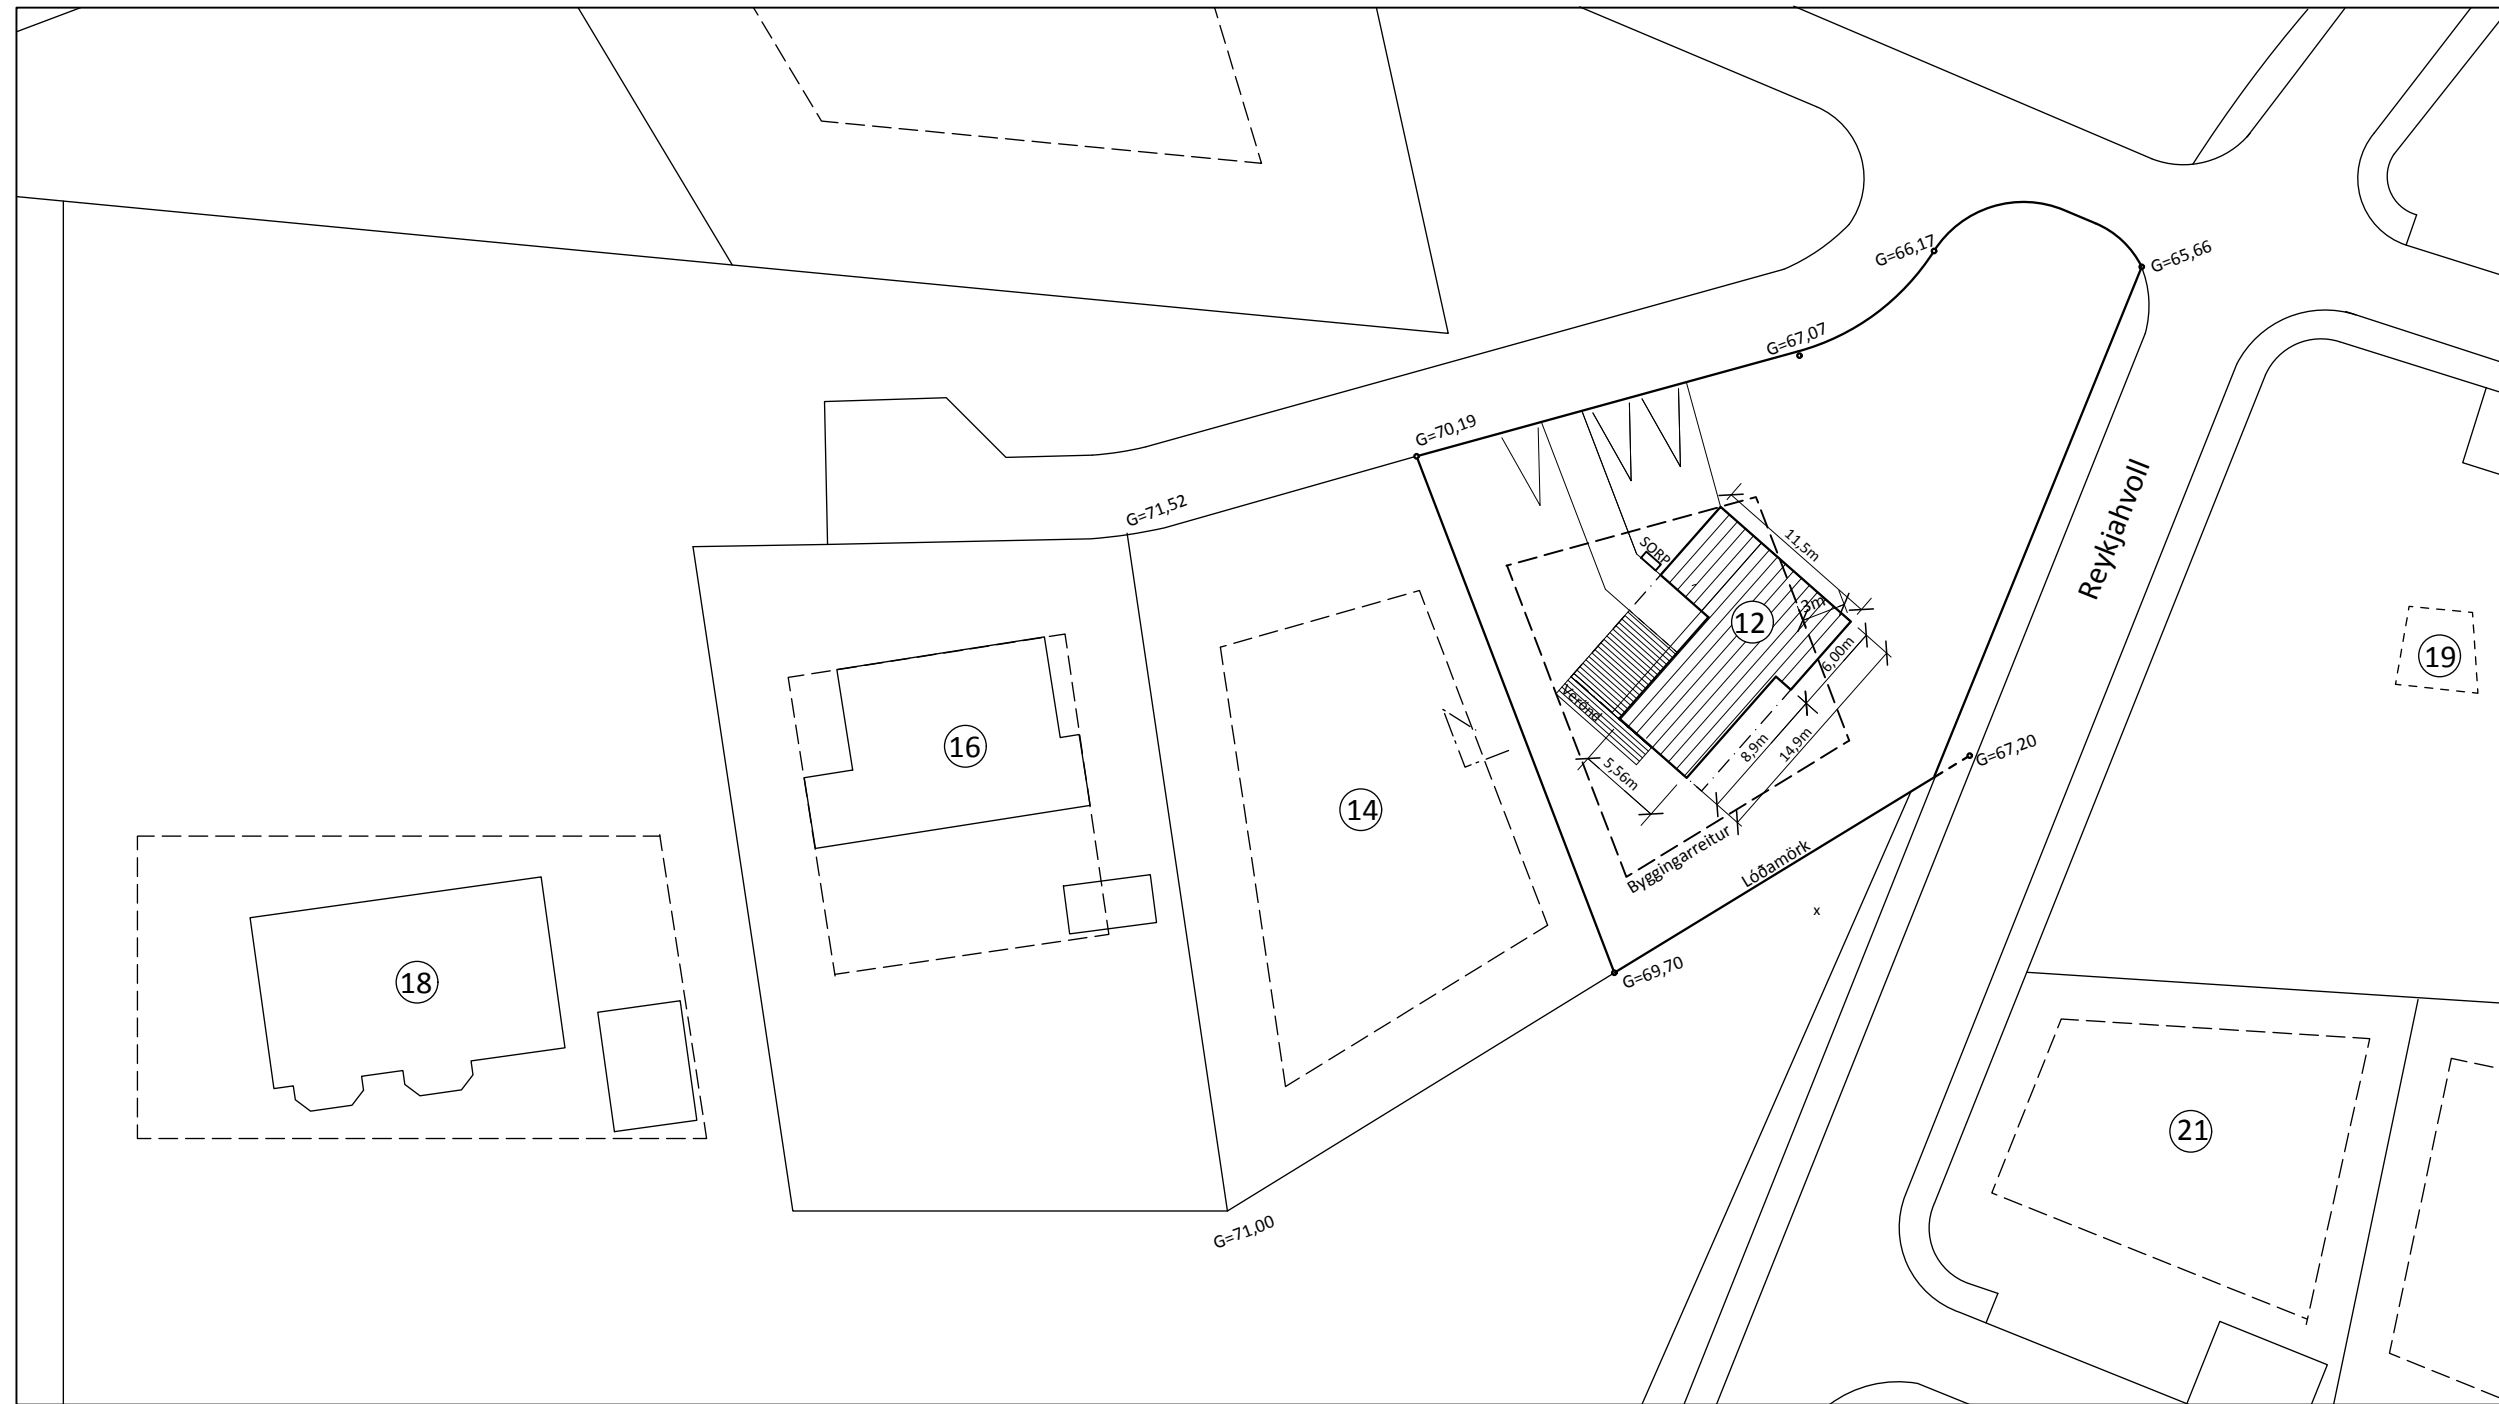 G=66,17
G=65,66
G=67,07
G=70,19
G=71,52
Reykjahvoll
SORP
11,5m
12
3m
6,00m
19
verönd
16
8,9m
14,9m
G=67,20
5,56m
14
Byggingarreitur
Lóðamörk
x
G=69,70
18
21
G=71,00